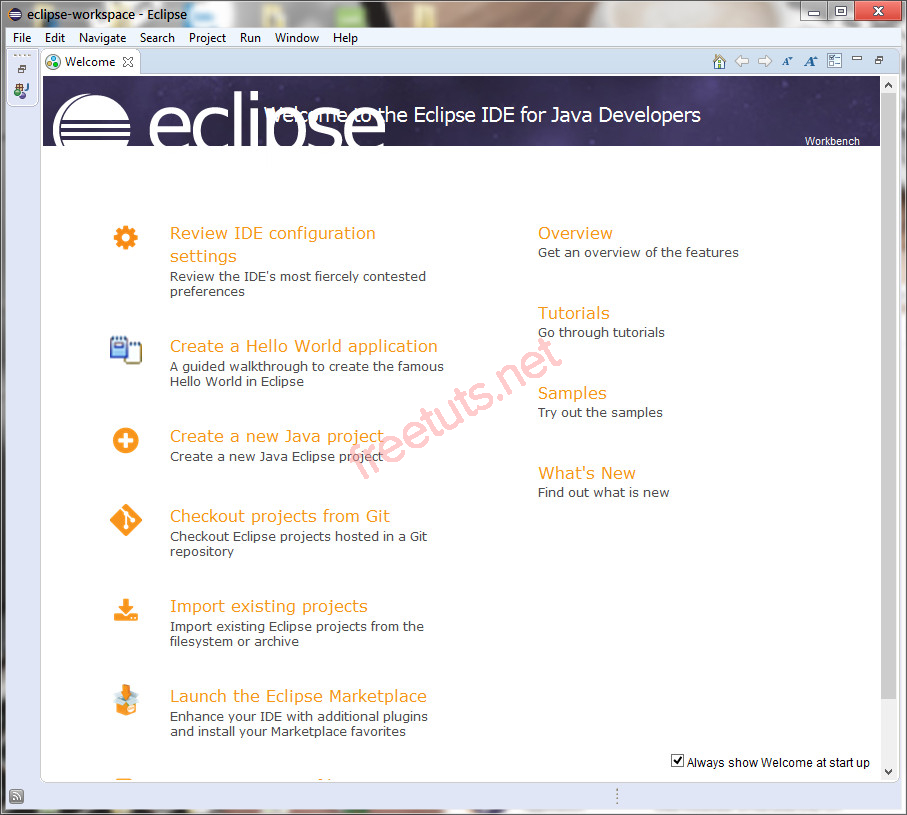 eclipse-workspace - Eclipse
File Edit Navigate Search Project Run Window Help
Welcome
eclipse
Welcome to the Eclipse IDE for Java Developers
Workbench
Review IDE configuration
settings
Review the IDE's most fiercely contested
preferences
Create a Hello World application
A guided walkthrough to create the famous
Hello World in Eclipse
Create a new Java project
Create a new Java Eclipse project
Checkout projects from Git
Checkout Eclipse projects hosted in a Git
repository
Import existing projects
Import existing Eclipse projects from the
filesystem or archive
Launch the Eclipse Marketplace
Enhance your IDE with additional plugins
and install your Marketplace favorites
Overview
Get an overview of the features
Tutorials
Go through tutorials
Samples
Try out the samples
What's New
Find out what is new
freetuts.net
Always show Welcome at start up